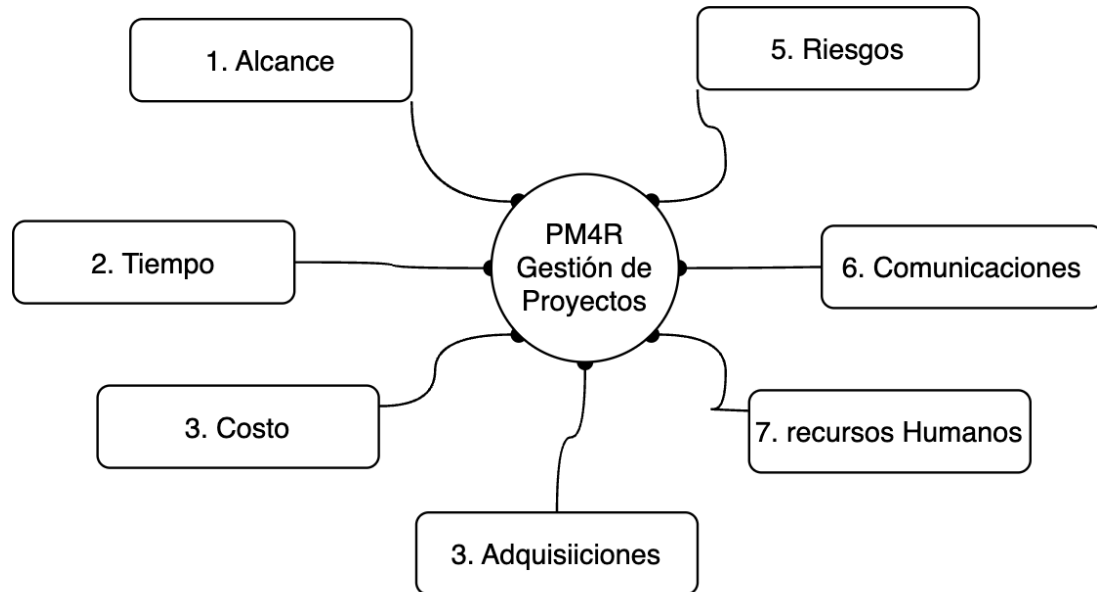 1. Alcance
5. Riesgos
PM4R
Gestión de
Proyectos
2. Tiempo
6. Comunicaciones
3. Costo
7. recursos Humanos
3. Adquisiiciones